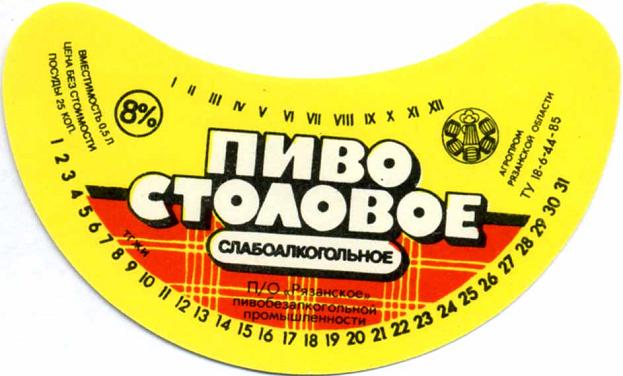 ВМЕСТИМОСТЬ 0,5 Л
ЦЕНА БЕЗ СТОИМОСТИ
ПОСУДЫ 25 КОП.
8%
I II III IV V VI VII VIII IX X XI XII
АГРОПРОМ
РЯЗАНСКОЙ ОБЛАСТИ
ТУ 18-6-44-85
ПИВО
СТОЛОВОЕ
СЛАБОАЛКОГОЛЬНОЕ
П/О „Рязанское"
пивобезалкогольной
промышленности
1 2 3 4 5 6 7 8 9 10 11 12 13 14 15 16 17 18 19 20 21 22 23 24 25 26 27 28 29 30 31